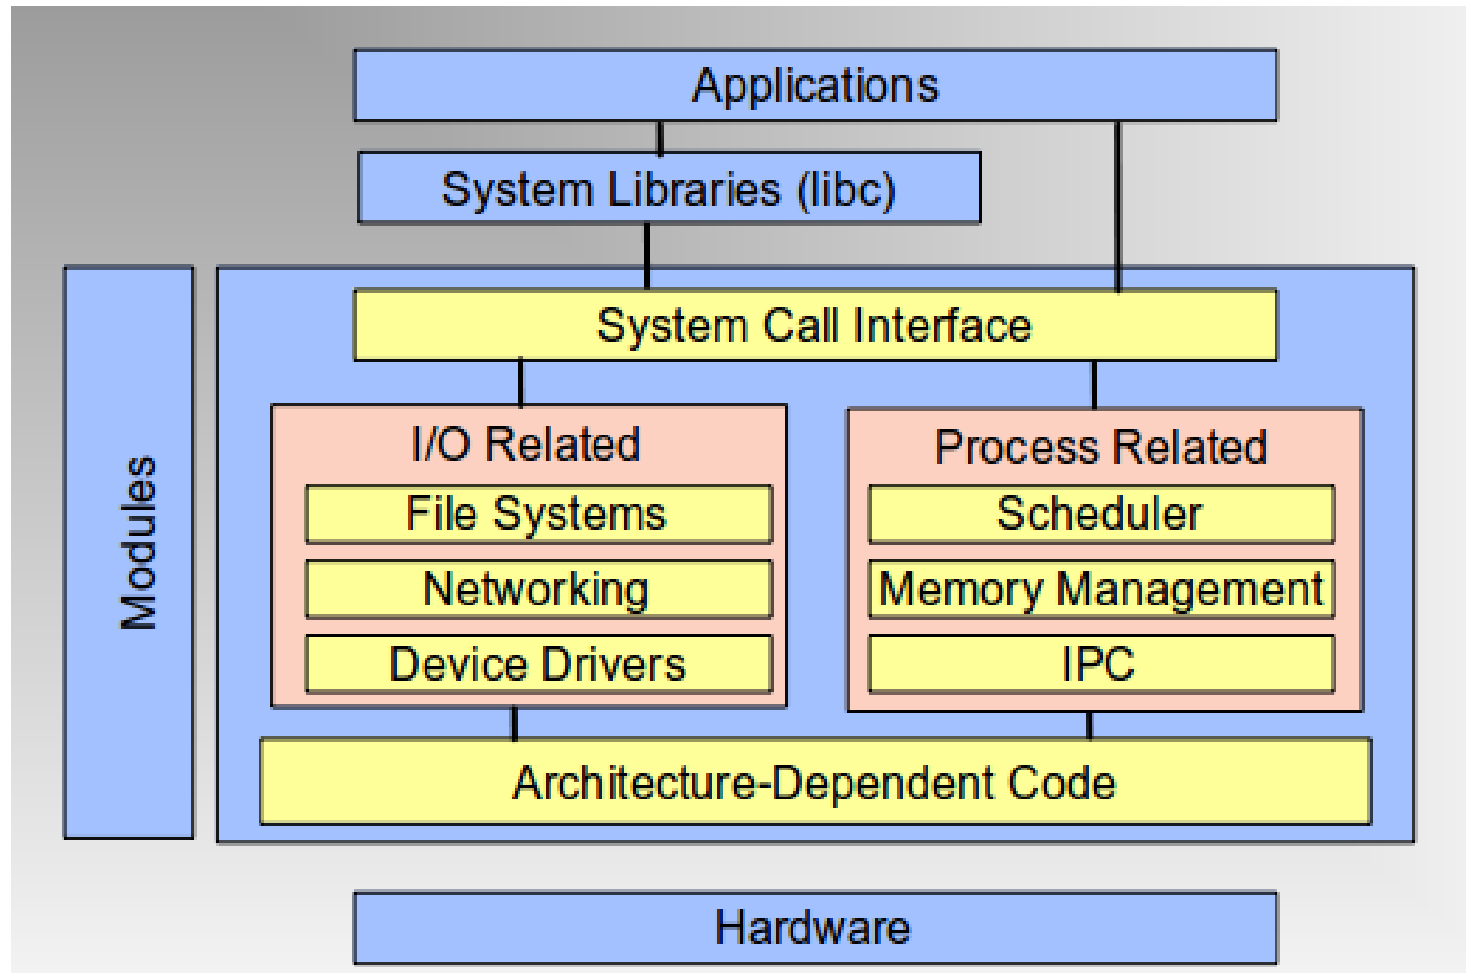 Applications
System Libraries (libc)
System Call Interface
Modules
I/O Related
File Systems
Networking
Device Drivers
Process Related
Scheduler
Memory Management
IPC
Architecture-Dependent Code
Hardware